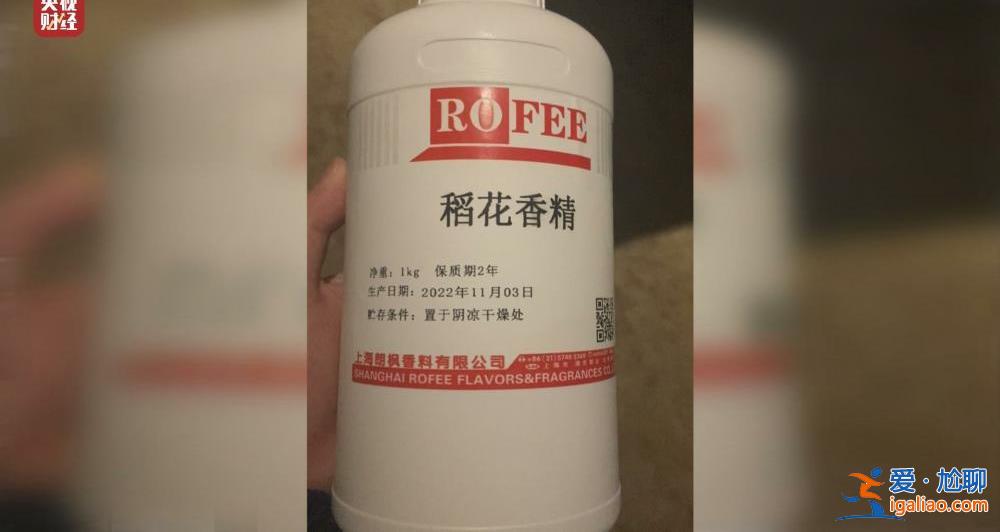 央视
财经
ROFEE
稻花香精
净重:1kg 保质期2年
生产日期:2022年11月03日
贮存条件:置于阴凉干燥处
上海朗枫香料有限公司
SHANGHAI ROFEE FLAVORS&FRAGRANCES CO.
爱·尬聊
igaliao.com